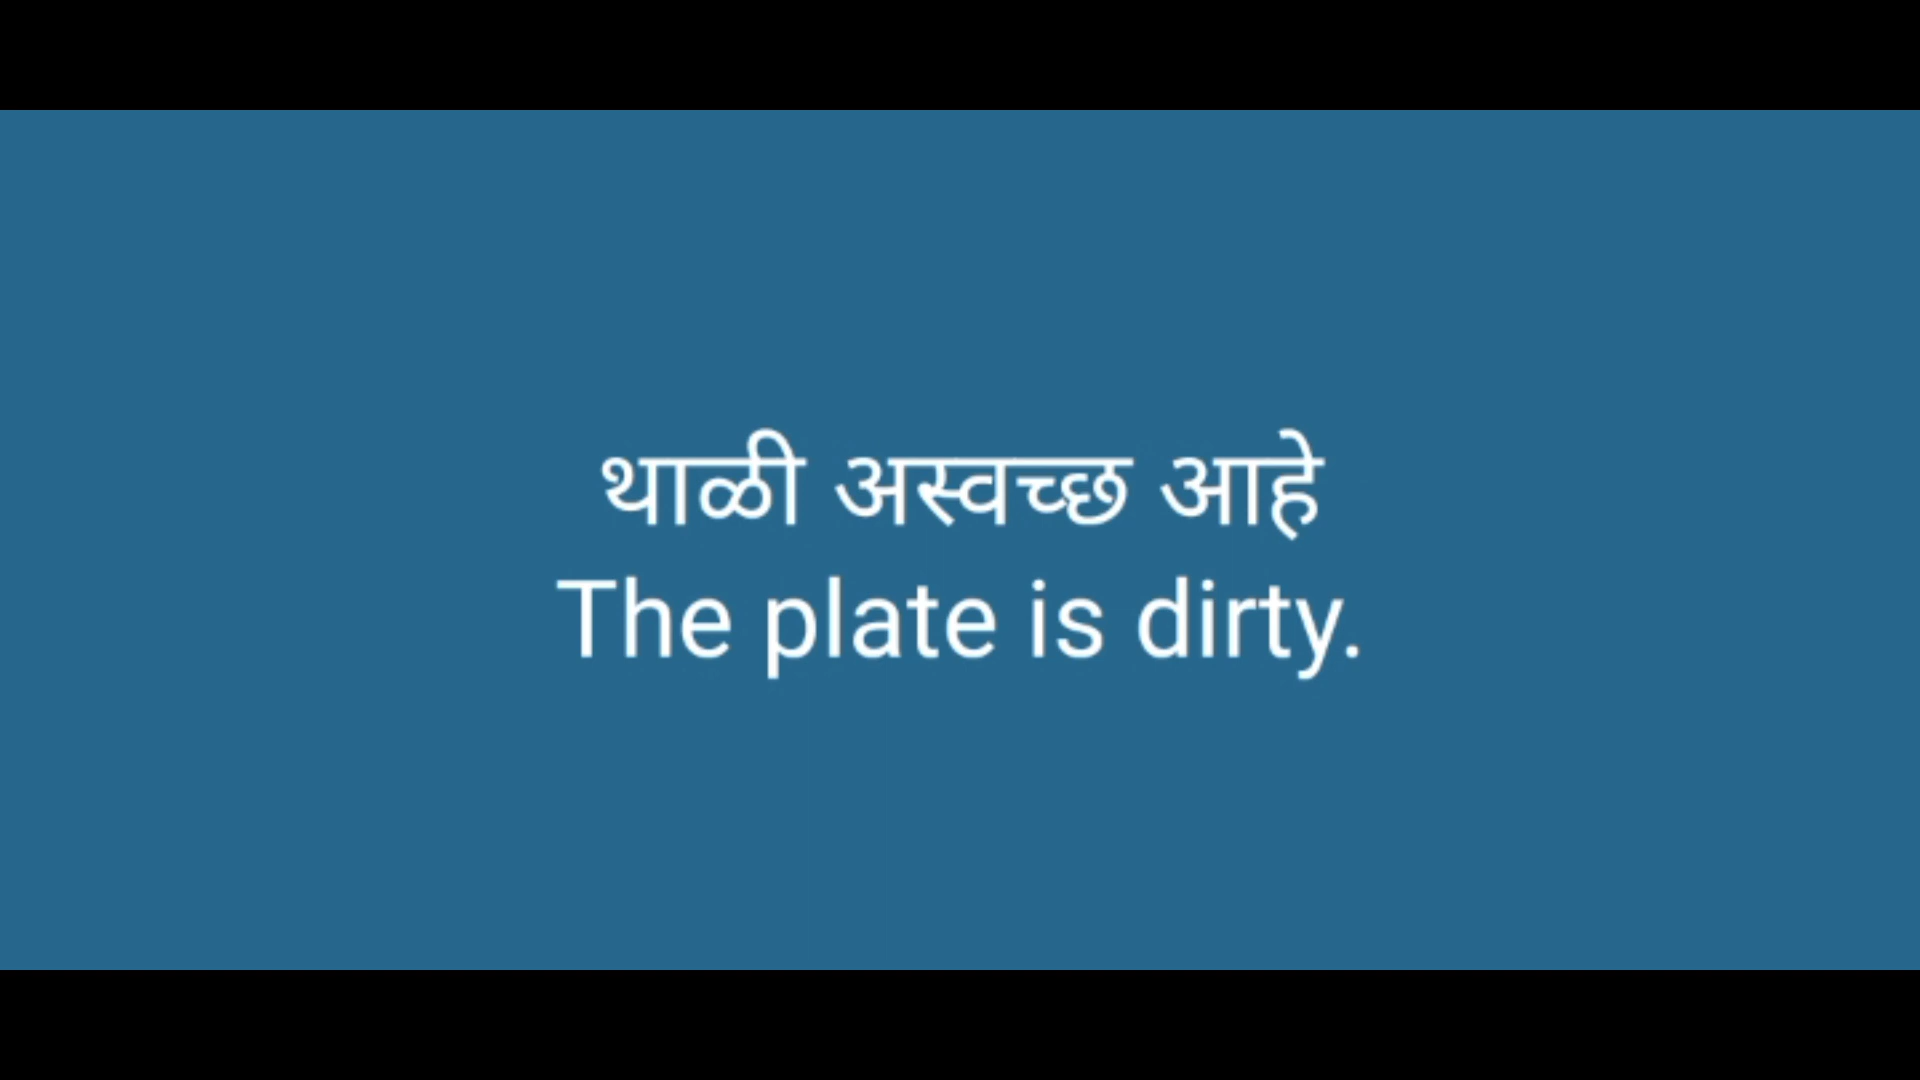 थाळी अस्वच्छ आहे
The plate is dirty.